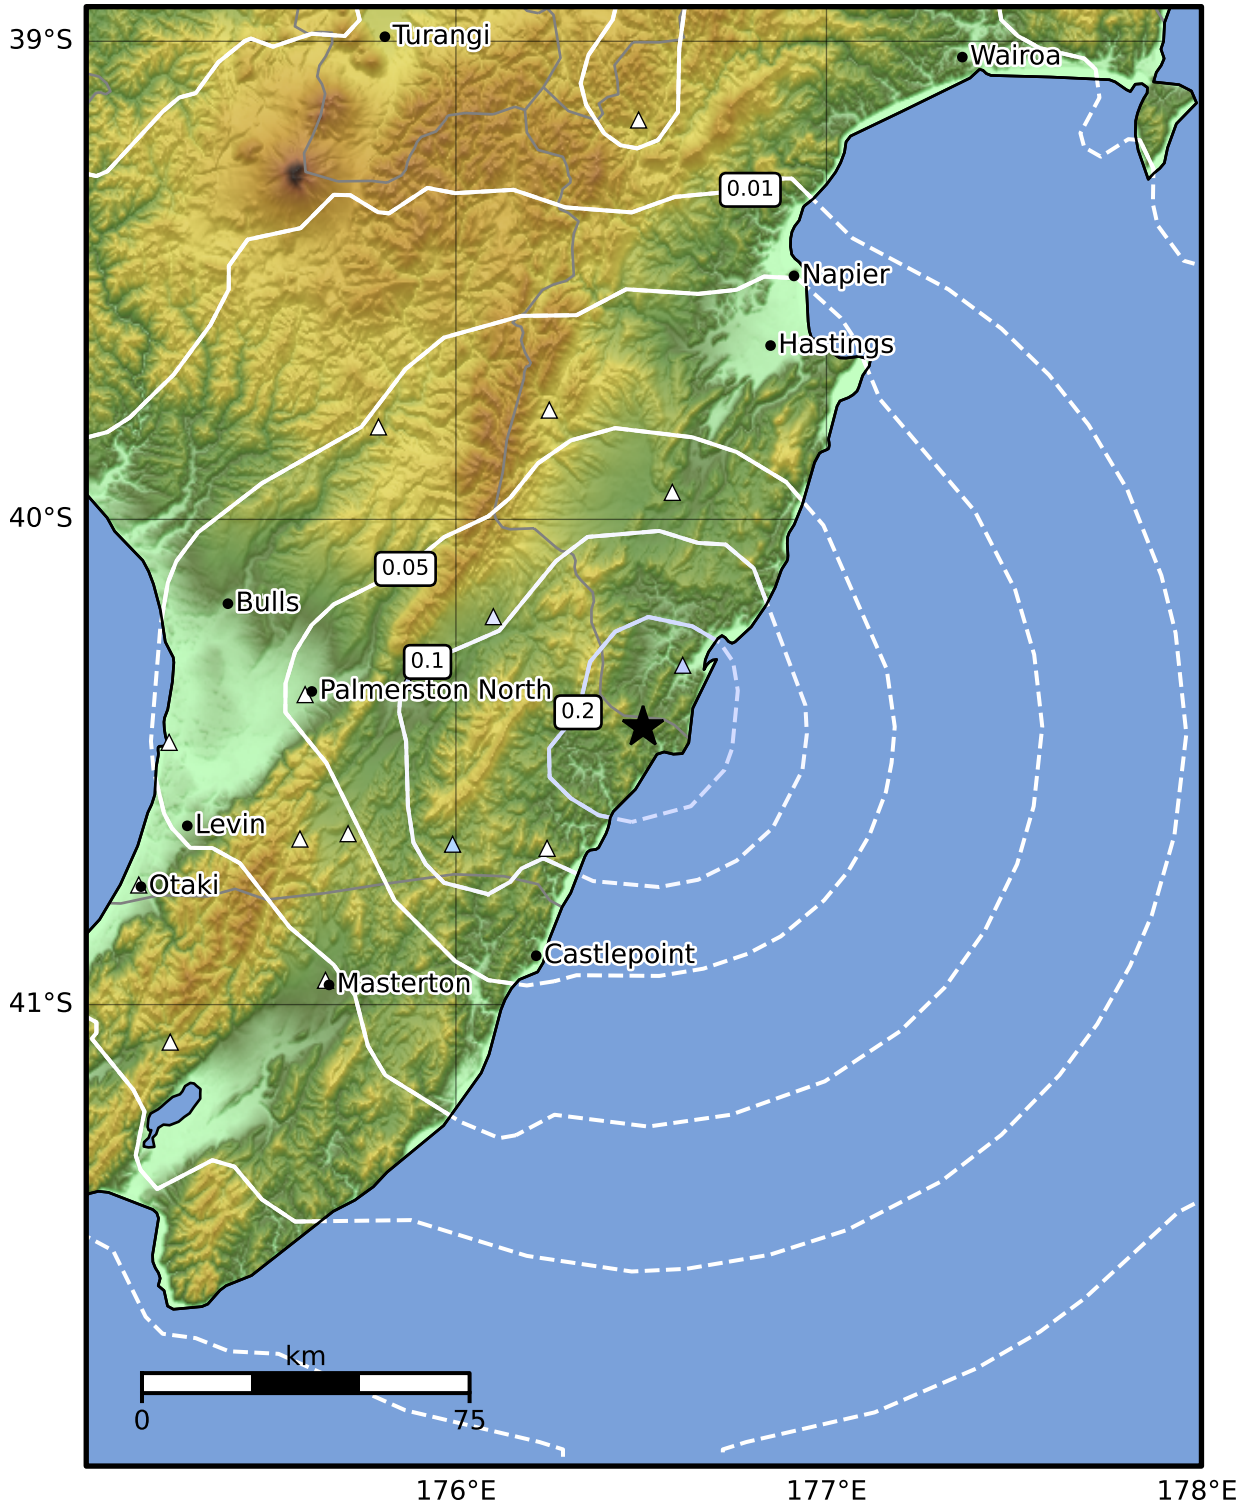 39°S
Turangi
Wairoa
0.01
Napier
Hastings
40°S
0.05
Bulls
0.1
Palmerston North
0.2
Levin
Otaki
Castlepoint
Masterton
41°S
km
0
75
176°E
177°E
178°E